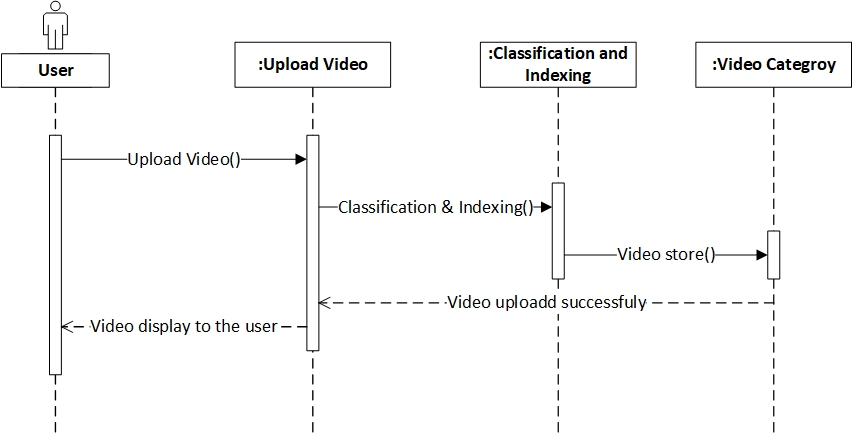 User
:Upload Video
:Classification and
Indexing
:Video Categroy
Upload Video()
Classification & Indexing()
Video store()
Video uploadd successfuly
Video display to the user